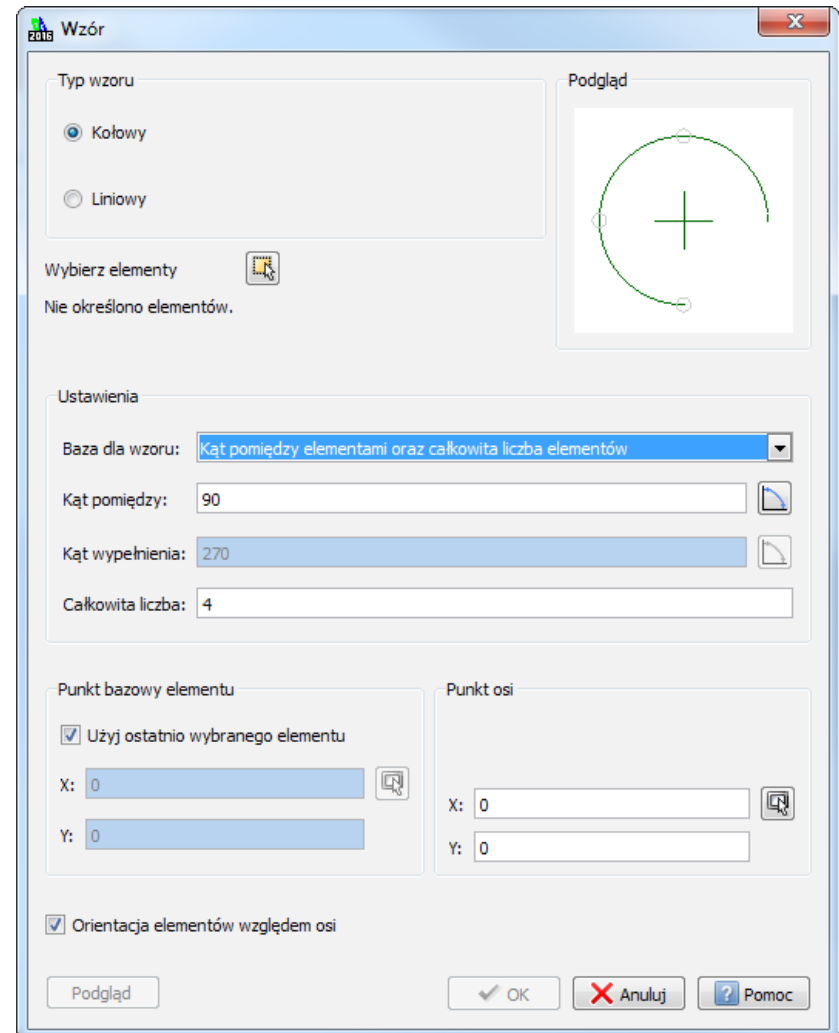 2016 Wzór
Typ wzoru
Kołowy
Liniowy
Podgląd
Wybierz elementy
Nie określono elementów.
Ustawienia
Baza dla wzoru: Kąt pomiędzy elementami oraz całkowita liczba elementów
Kąt pomiędzy: 90
Kąt wypełnienia: 270
Całkowita liczba: 4
Punkt bazowy elementu
Użyj ostatnio wybranego elementu
X: 0
Y: 0
Punkt osi
X: 0
Y: 0
Orientacja elementów względem osi
Podgląd OK Anuluj ? Pomoc